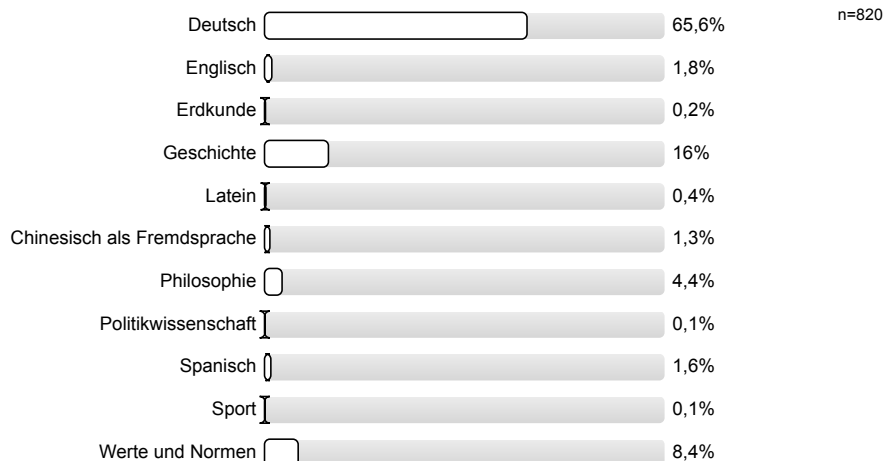 Deutsch 65,6% n=820
Englisch 1,8%
Erdkunde 0,2%
Geschichte 16%
Latein 0,4%
Chinesisch als Fremdsprache 1,3%
Philosophie 4,4%
Politikwissenschaft 0,1%
Spanisch 1,6%
Sport 0,1%
Werte und Normen 8,4%